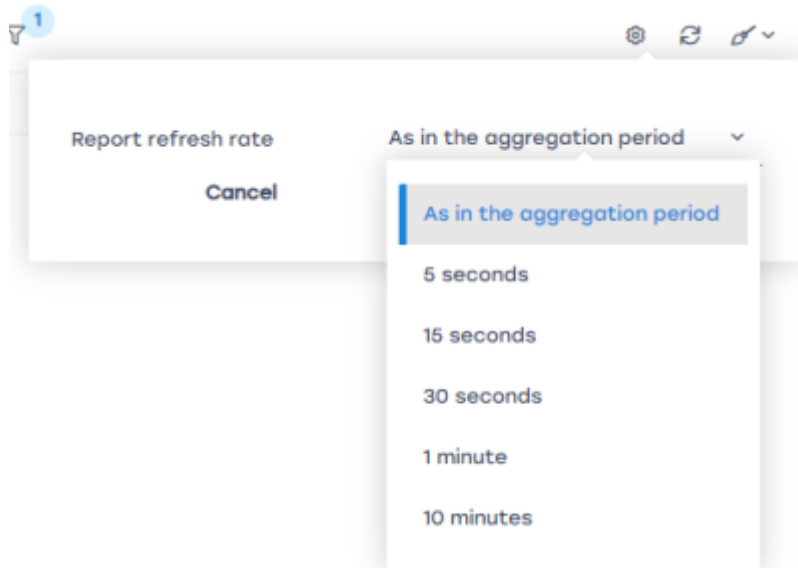 1
Report refresh rate
As in the aggregation period
Cancel
As in the aggregation period
5 seconds
15 seconds
30 seconds
1 minute
10 minutes